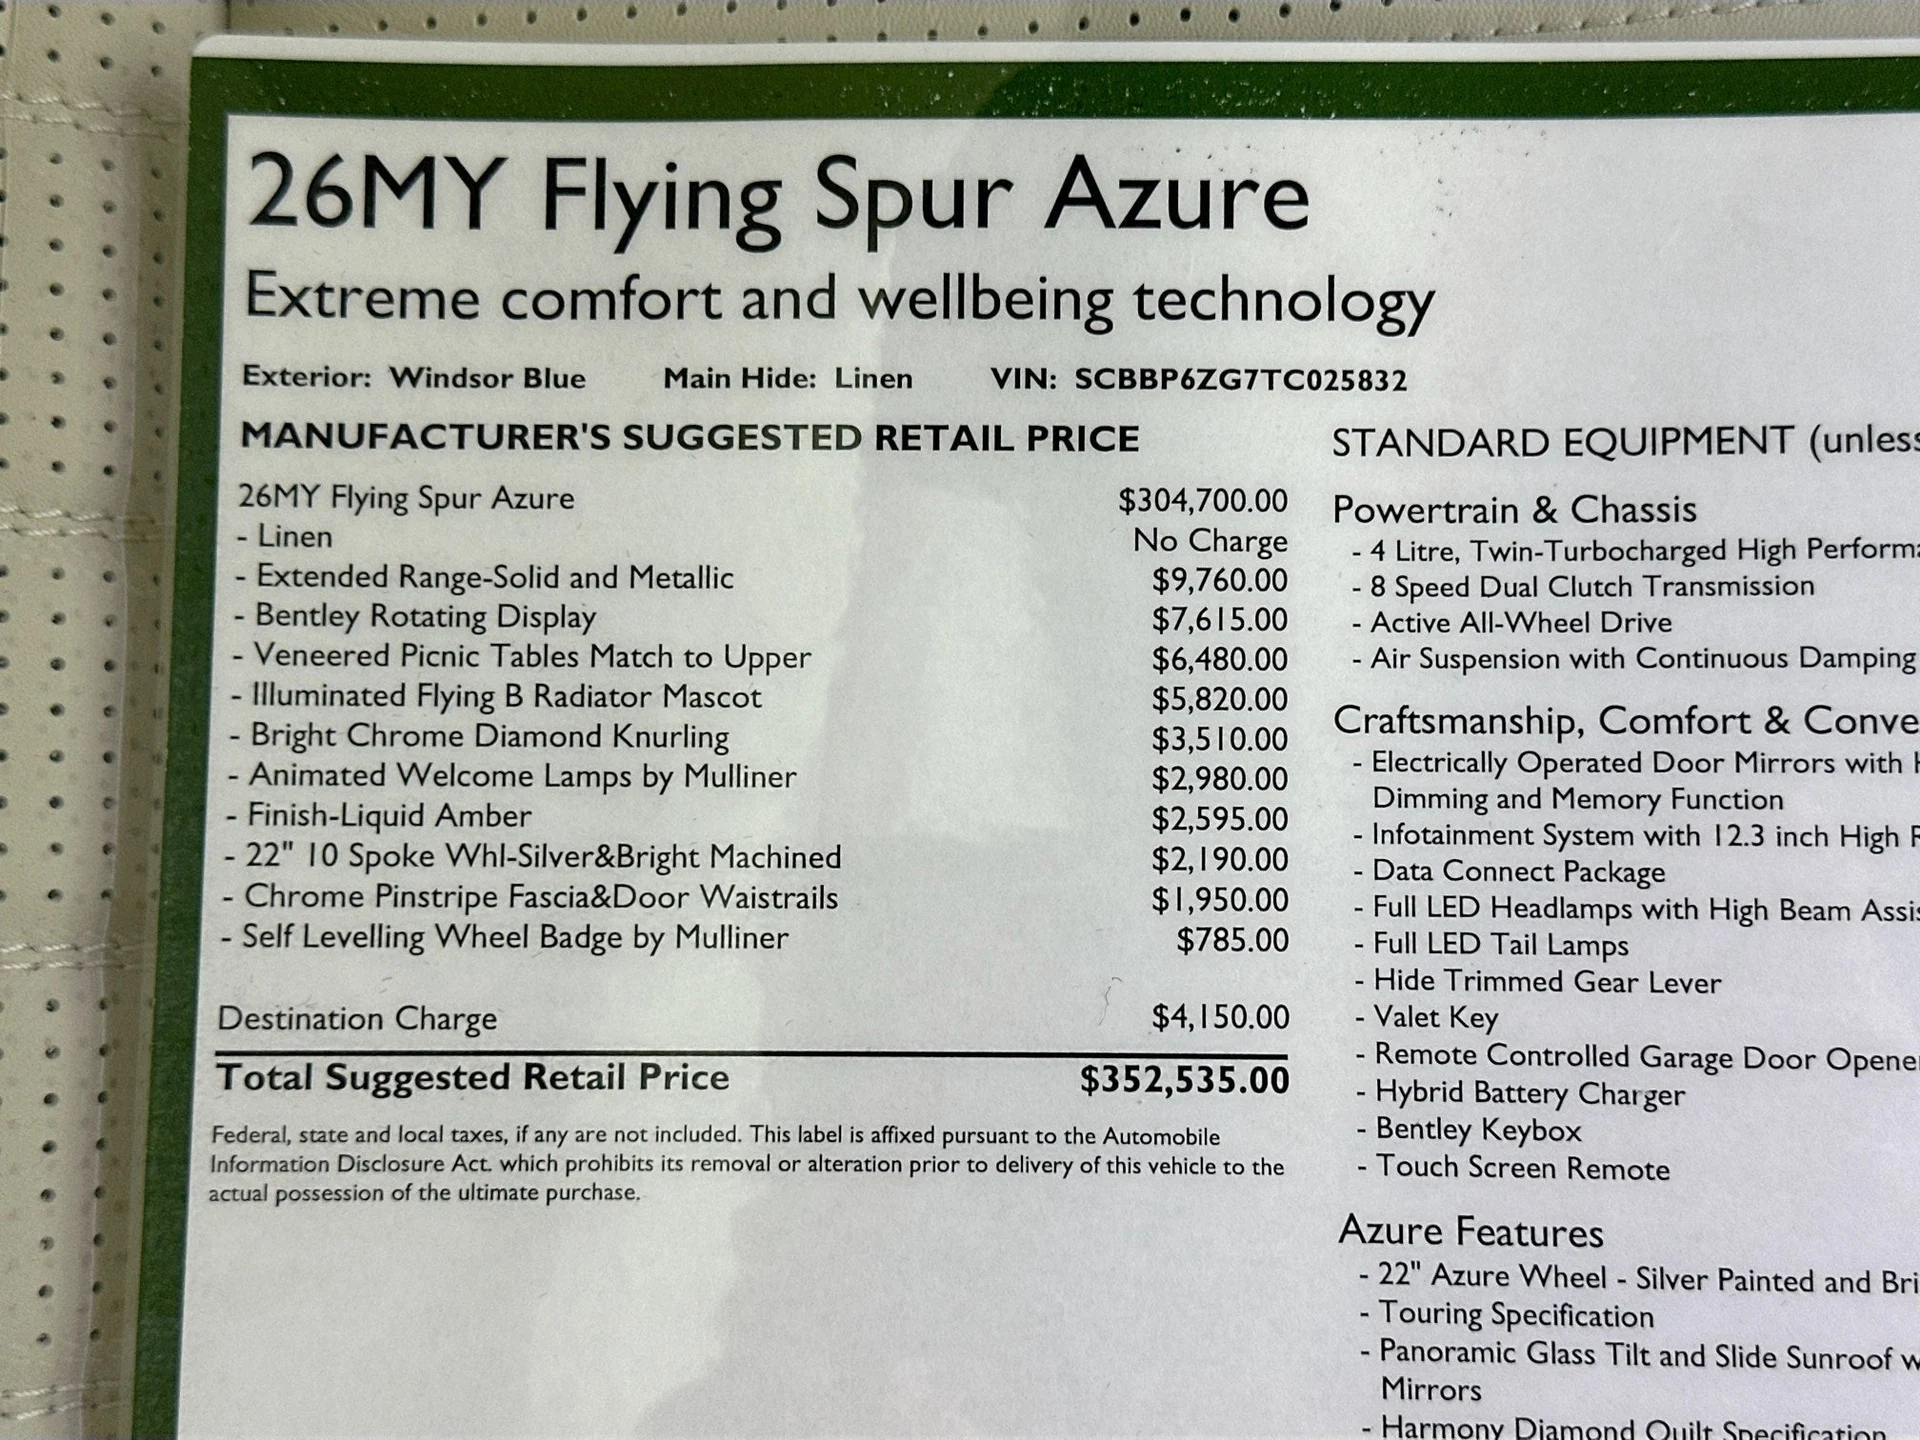 26MY Flying Spur Azure
Extreme comfort and wellbeing technology
Exterior: Windsor Blue Main Hide: Linen VIN: SCBBP6ZG7TC025832
MANUFACTURER'S SUGGESTED RETAIL PRICE
26MY Flying Spur Azure $304,700.00
- Linen No Charge
- Extended Range-Solid and Metallic $9,760.00
- Bentley Rotating Display $7,615.00
- Veneered Picnic Tables Match to Upper $6,480.00
- Illuminated Flying B Radiator Mascot $5,820.00
- Bright Chrome Diamond Knurling $3,510.00
- Animated Welcome Lamps by Mulliner $2,980.00
- Finish-Liquid Amber $2,595.00
- 22" 10 Spoke Whl-Silver&Bright Machined $2,190.00
- Chrome Pinstripe Fascia&Door Waistrails $1,950.00
- Self Levelling Wheel Badge by Mulliner $785.00
Destination Charge $4,150.00
Total Suggested Retail Price $352,535.00
Federal, state and local taxes, if any are not included. This label is affixed pursuant to the Automobile
Information Disclosure Act. which prohibits its removal or alteration prior to delivery of this vehicle to the
actual possession of the ultimate purchase.
STANDARD EQUIPMENT (unless
Powertrain & Chassis
- 4 Litre, Twin-Turbocharged High
- 8 Speed Dual Clutch Transmission
- Active All-Wheel Drive
- Air Suspension with Continuous Damping
Craftsmanship, Comfort &
- Electrically Operated Door Mirrors with
Dimming and Memory Function
- Infotainment System with 12.3 inch High
- Data Connect Package
- Full LED Headlamps with High Beam
- Full LED Tail Lamps
- Hide Trimmed Gear Lever
- Valet Key
- Remote Controlled Garage Door
- Hybrid Battery Charger
- Bentley Keybox
- Touch Screen Remote
Azure Features
- 22" Azure Wheel - Silver Painted and
- Touring Specification
- Panoramic Glass Tilt and Slide Sunroof
Mirrors
- Harmony Diamond Quilt Specification